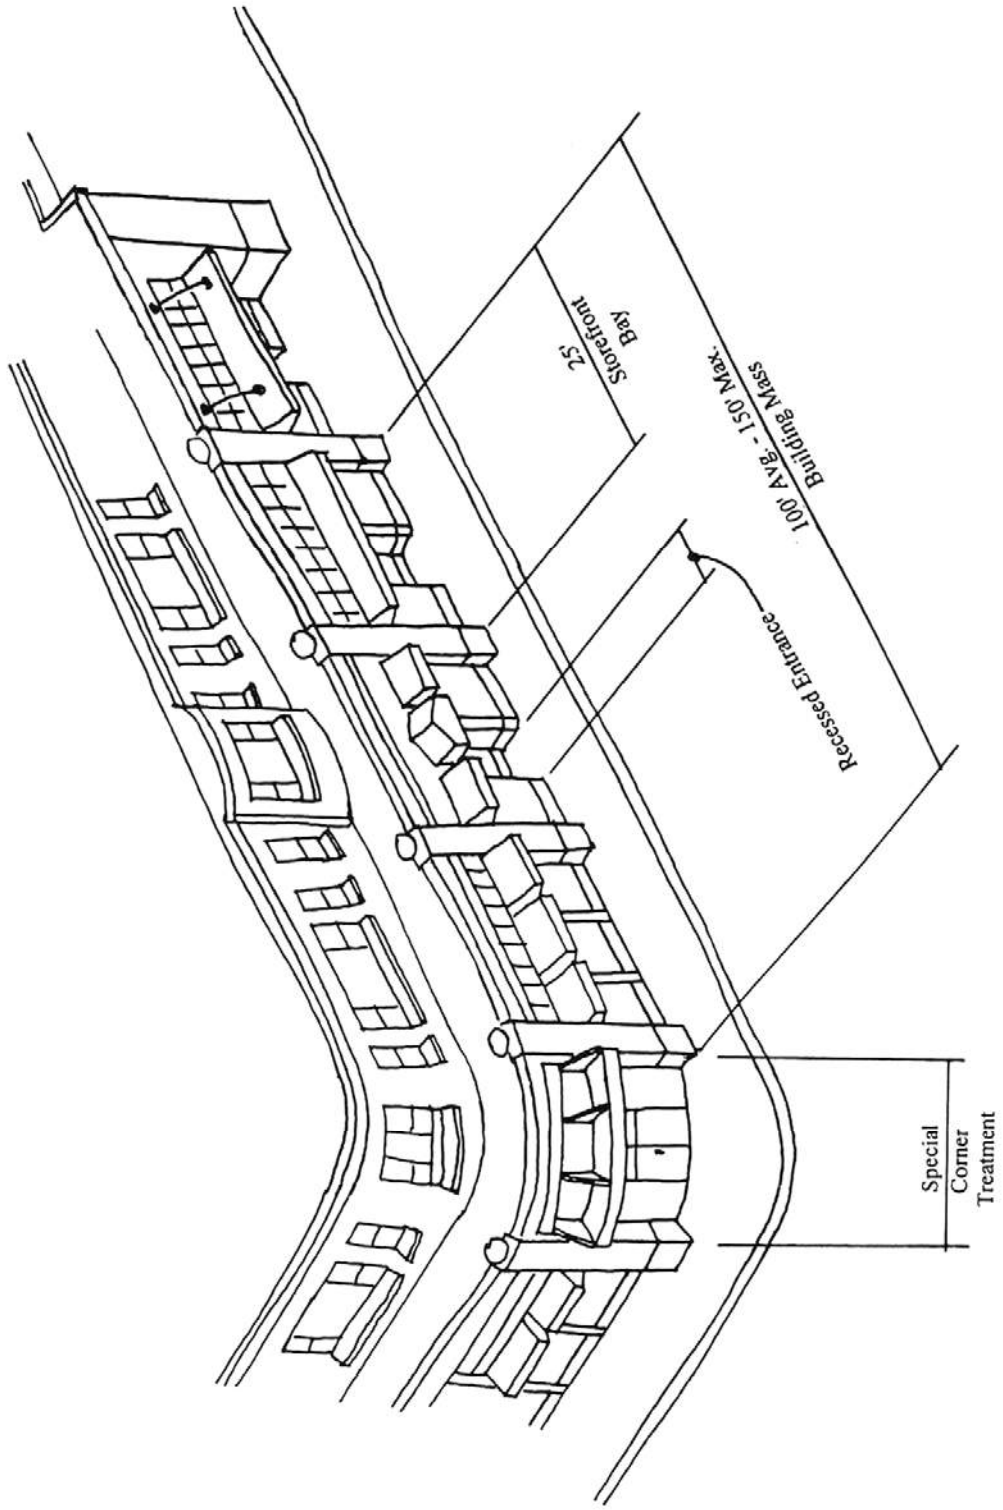 25'
Storefront
Bay
100' Avg. - 150' Max.
Building Mass
Recessed Entrance
Special
Corner
Treatment